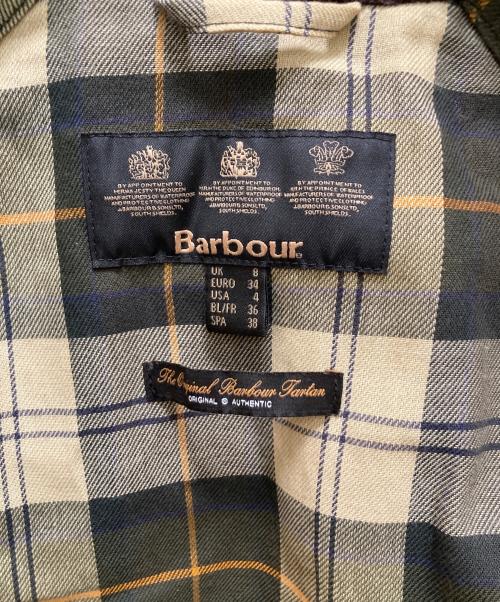 BY APPOINTMENT TO
HER MAJESTY THE QUEEN
MANUFACTURERS OF WATERPROOF
AND PROTECTIVE CLOTHING
J.BARBOUR & SONS LTD,
SOUTH SHIELDS.
BY APPOINTMENT TO
H.R.H. THE DUKE OF EDINBURGH
MANUFACTURERS OF WATERPROOF
AND PROTECTIVE CLOTHING
J.BARBOUR & SONS LTD,
SOUTH SHIELDS.
BY APPOINTMENT TO
H.R.H. THE PRINCE OF WALES
MANUFACTURERS OF WATERPROOF
AND PROTECTIVE CLOTHING
J.BARBOUR & SONS LTD,
SOUTH SHIELDS.
Barbour
UK 8
EURO 34
USA 4
BL/FR 36
SPA 38
The Original Barbour Tartan
ORIGINAL © AUTHENTIC